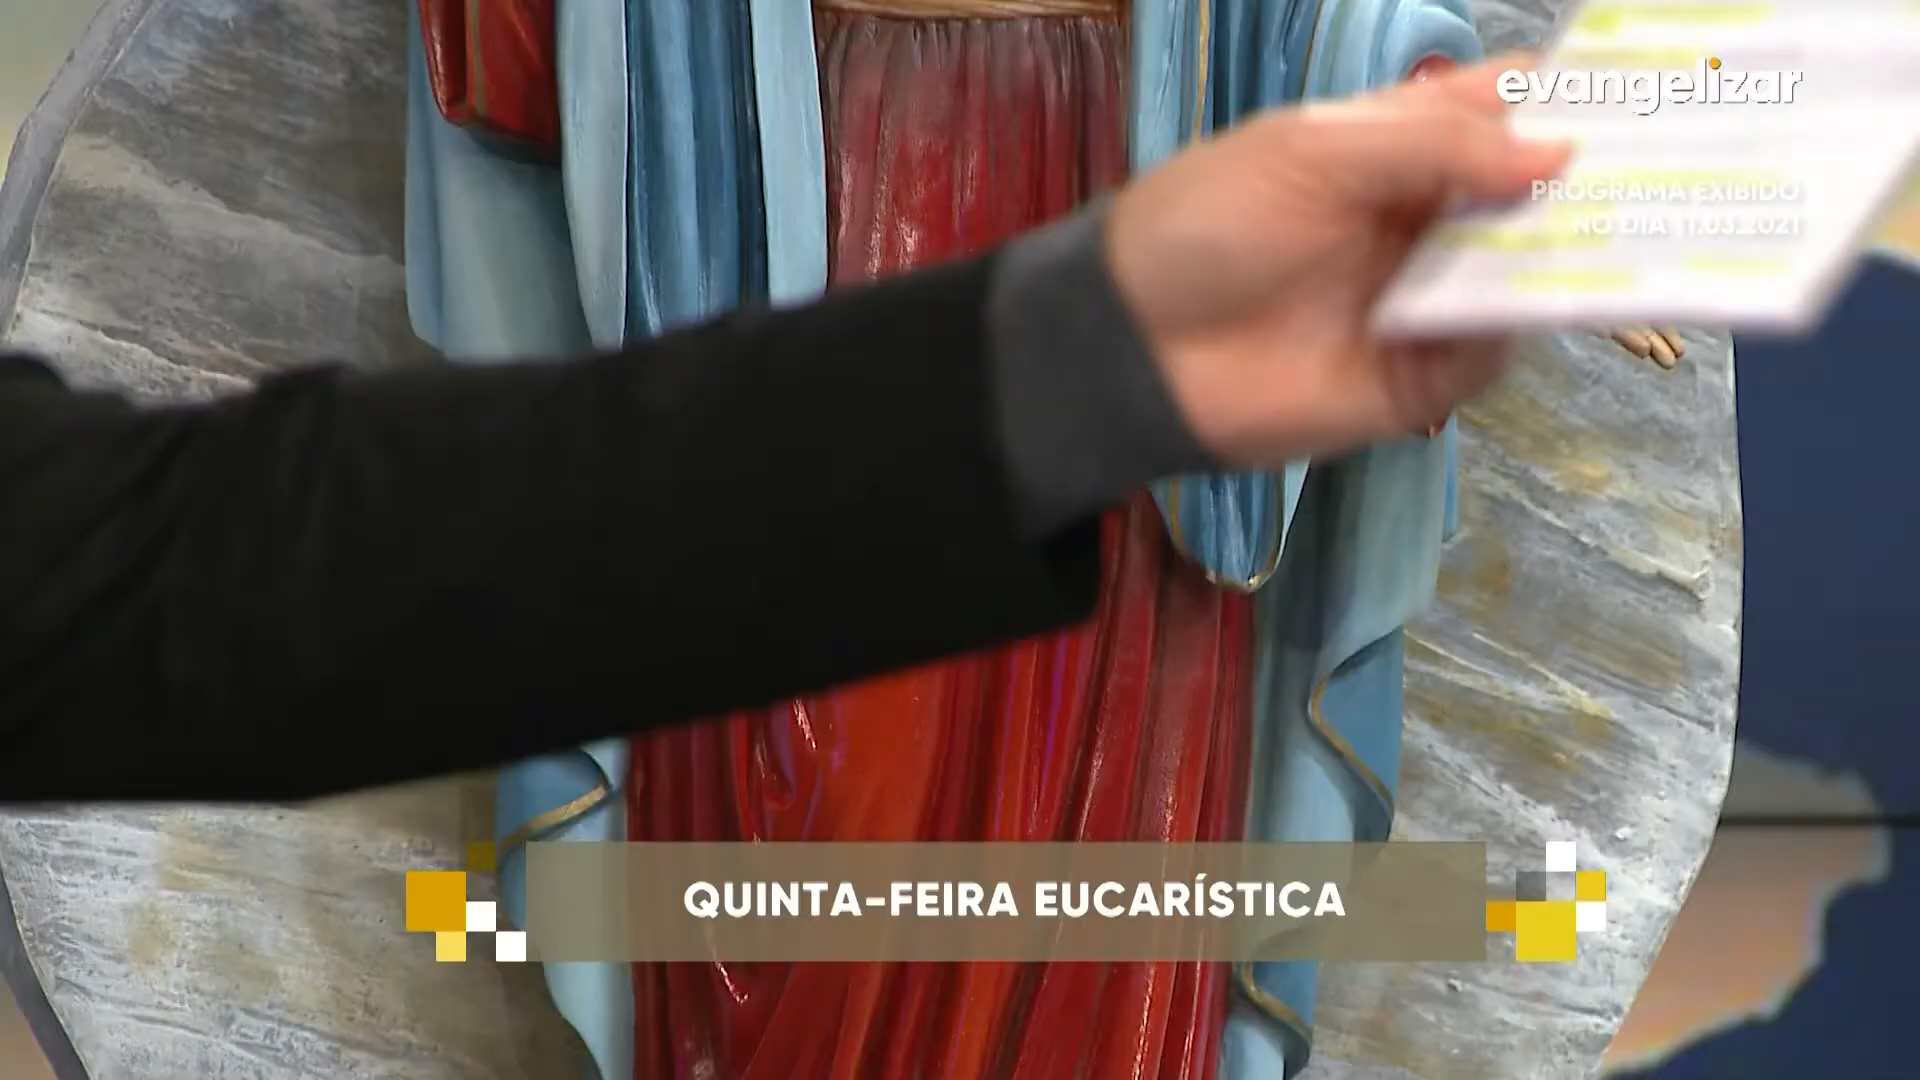 evangelizar
PROGRAMA EXIBIDO
NO DIA 11.03.2021
QUINTA-FEIRA EUCARÍSTICA